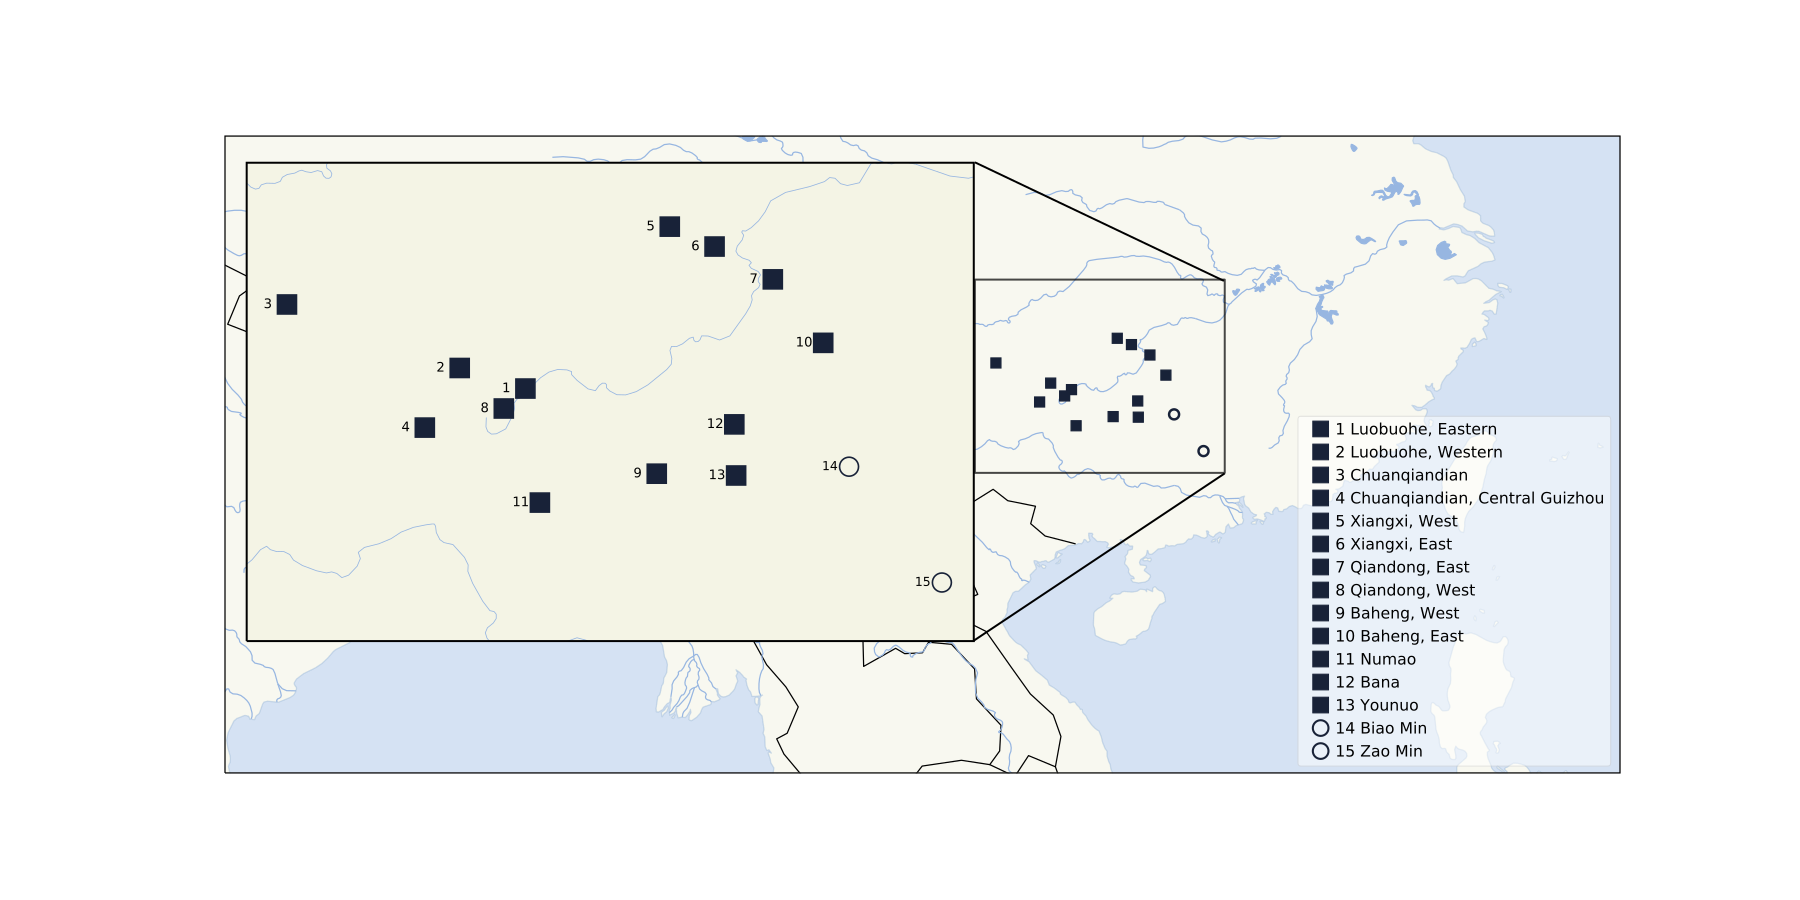 5
6
7
3
10
2
1
8
4
12
14
9
13
11
15
1 Luobuohe, Eastern
2 Luobuohe, Western
3 Chuanqiandian
4 Chuanqiandian, Central Guizhou
5 Xiangxi, West
6 Xiangxi, East
7 Qiandong, East
8 Qiandong, West
9 Baheng, West
10 Baheng, East
11 Numao
12 Bana
13 Younuo
14 Biao Min
15 Zao Min